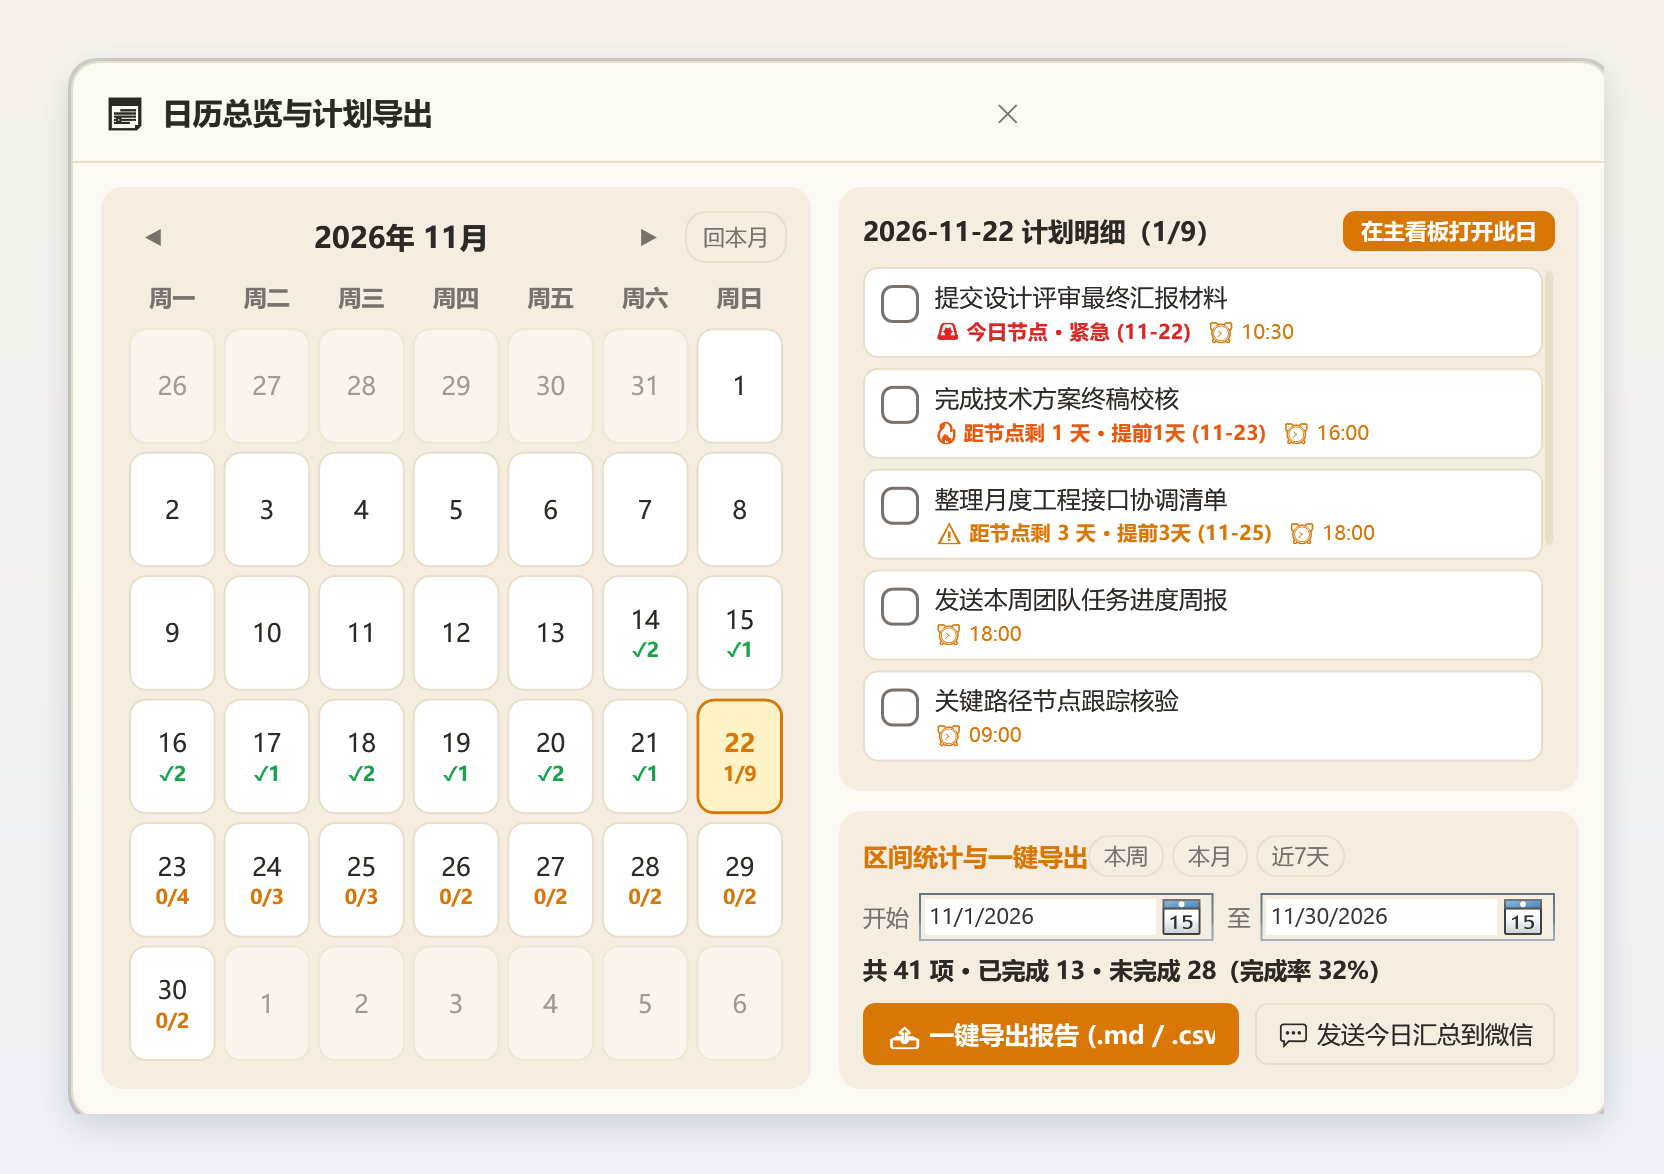 日历总览与计划导出
2026年 11月
回本月
周一 周二 周三 周四 周五 周六 周日
26 27 28 29 30 31 1
2 3 4 5 6 7 8
9 10 11 12 13 14 15
✓2 ✓1
16 17 18 19 20 21 22
✓2 ✓1 ✓2 ✓1 ✓2 ✓1 1/9
23 24 25 26 27 28 29
0/4 0/3 0/3 0/2 0/2 0/2 0/2
30 1 2 3 4 5 6
0/2
2026-11-22 计划明细（1/9）
在主看板打开此日
提交设计评审最终汇报材料
今日节点 • 紧急 (11-22) 10:30
完成技术方案终稿校核
距节点剩 1 天 • 提前1天 (11-23) 16:00
整理月度工程接口协调清单
距节点剩 3 天 • 提前3天 (11-25) 18:00
发送本周团队任务进度周报
18:00
关键路径节点跟踪核验
09:00
区间统计与一键导出 本周 本月 近7天
开始 11/1/2026 15 至 11/30/2026 15
共 41 项 • 已完成 13 • 未完成 28（完成率 32%）
一键导出报告 (.md / .csv
发送今日汇总到微信